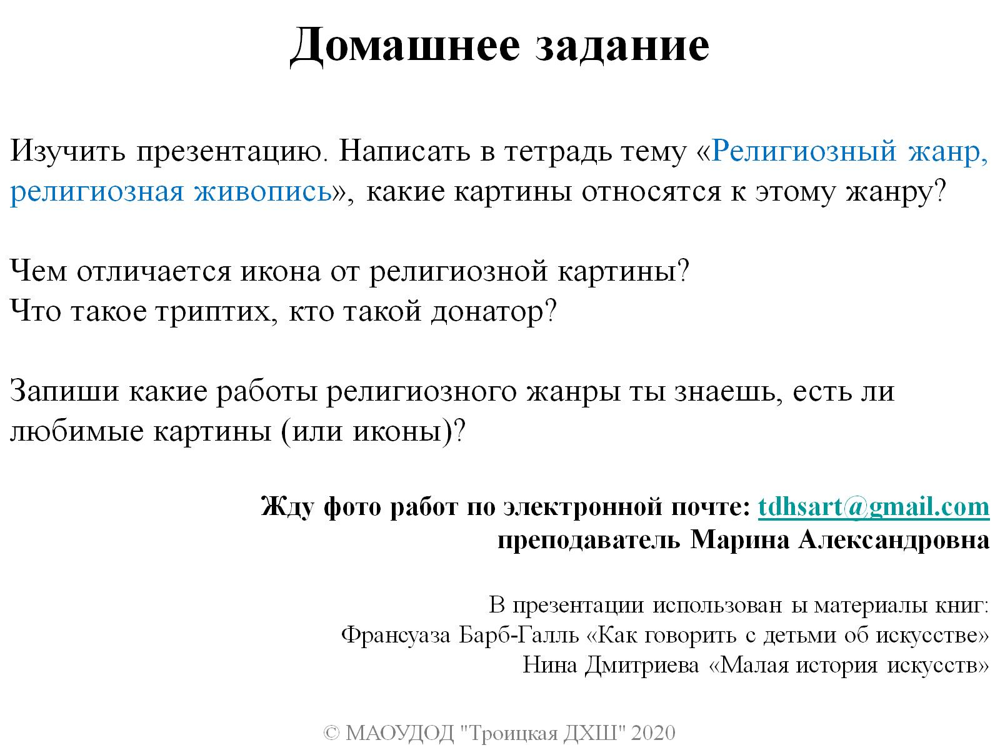 Домашнее задание
Изучить презентацию. Написать в тетрадь тему «Религиозный жанр,
религиозная живопись», какие картины относятся к этому жанру?
Чем отличается икона от религиозной картины?
Что такое триптих, кто такой донатор?
Запиши какие работы религиозного жанры ты знаешь, есть ли
любимые картины (или иконы)?
Жду фото работ по электронной почте: tdhsart@gmail.com
преподаватель Марина Александровна
В презентации использован ы материалы книг:
Франсуаза Барб-Галль «Как говорить с детьми об искусстве»
Нина Дмитриева «Малая история искусств»
© МАОУДОД "Троицкая ДХШ" 2020